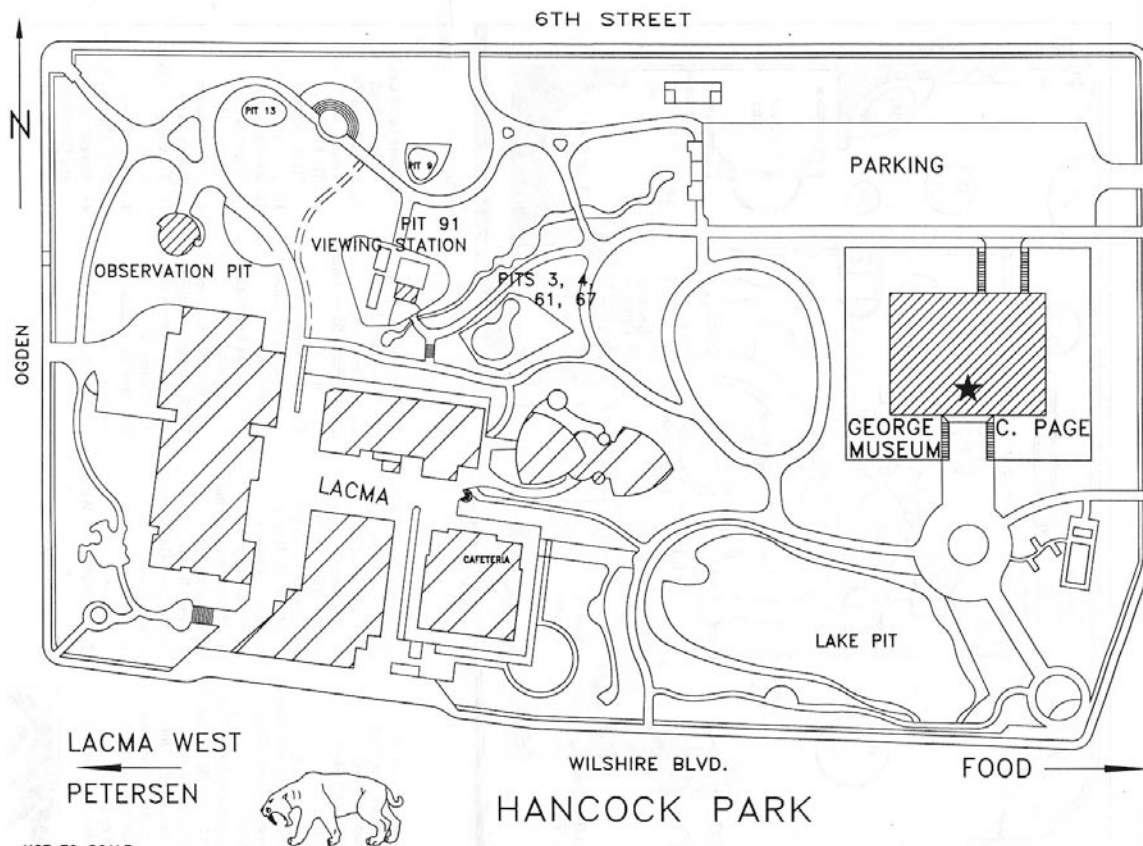 6TH STREET
N
PIT 13
PIT 9
PARKING
PIT 91
VIEWING STATION
OBSERVATION PIT
PITS 3, 4,
61, 67
OGDEN
GEORGE C. PAGE
MUSEUM
LACMA
CAFETERIA
LAKE PIT
LACMA WEST
PETERSEN
WILSHIRE BLVD.
FOOD
HANCOCK PARK